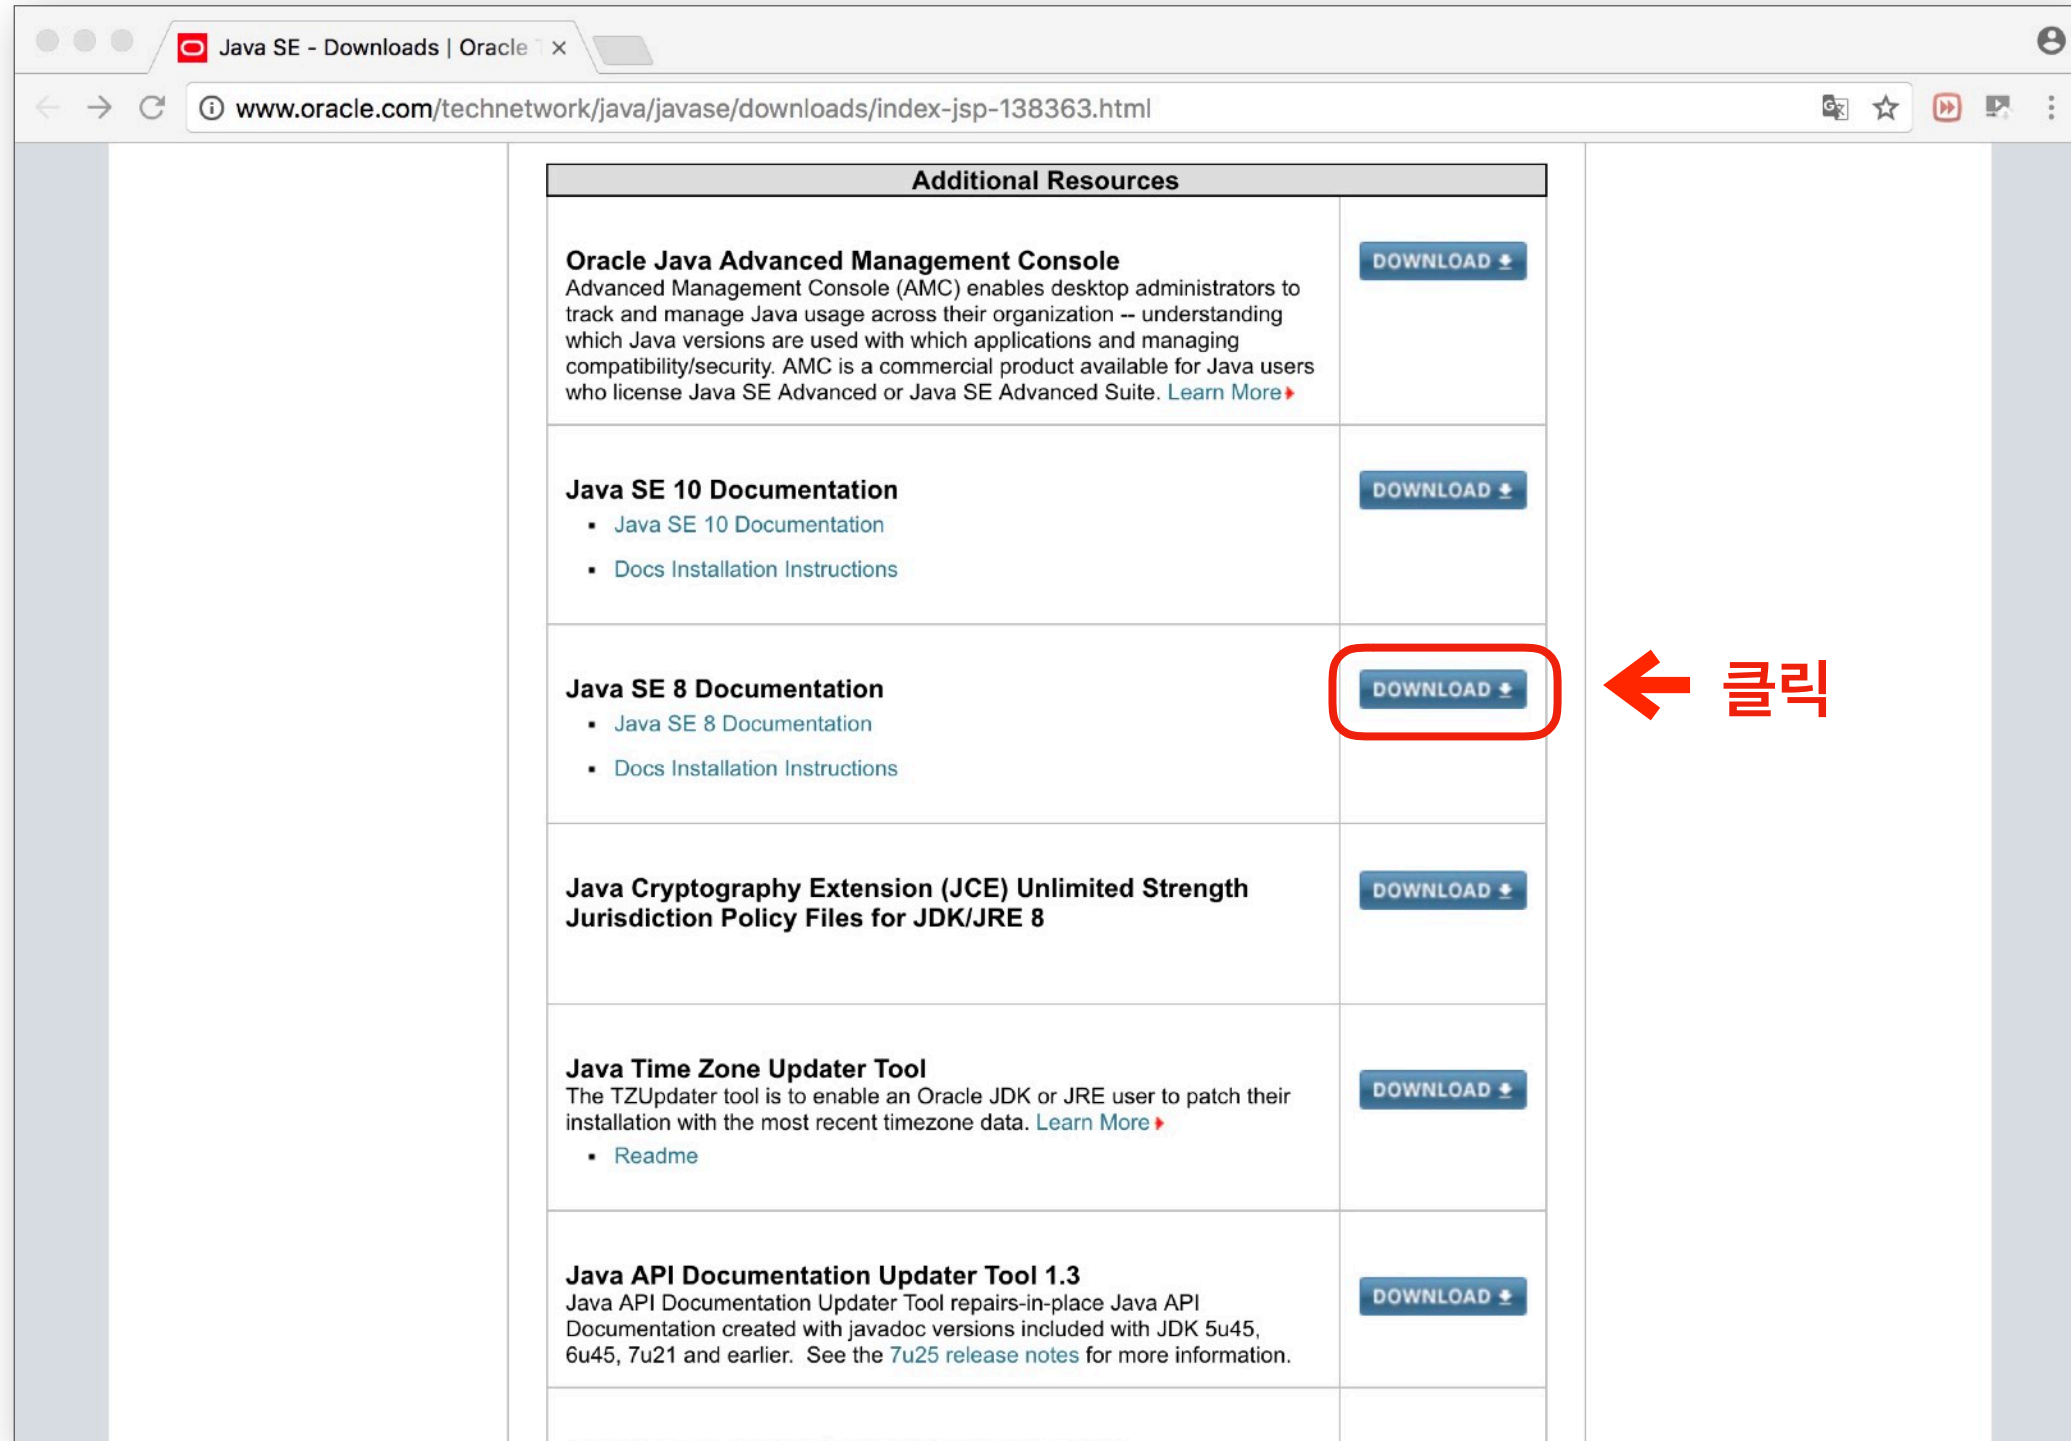 Java SE - Downloads | Oracle
www.oracle.com/technetwork/java/javase/downloads/index-jsp-138363.html
Additional Resources
Oracle Java Advanced Management Console
DOWNLOAD
Advanced Management Console (AMC) enables desktop administrators to
track and manage Java usage across their organization -- understanding
which Java versions are used with which applications and managing
compatibility/security. AMC is a commercial product available for Java users
who license Java SE Advanced or Java SE Advanced Suite. Learn More
Java SE 10 Documentation
DOWNLOAD
▪ Java SE 10 Documentation
▪ Docs Installation Instructions
Java SE 8 Documentation
DOWNLOAD
클릭
▪ Java SE 8 Documentation
▪ Docs Installation Instructions
Java Cryptography Extension (JCE) Unlimited Strength
Jurisdiction Policy Files for JDK/JRE 8
DOWNLOAD
Java Time Zone Updater Tool
The TZUpdater tool is to enable an Oracle JDK or JRE user to patch their
installation with the most recent timezone data. Learn More
▪ Readme
DOWNLOAD
Java API Documentation Updater Tool 1.3
Java API Documentation Updater Tool repairs-in-place Java API
Documentation created with javadoc versions included with JDK 5u45,
6u45, 7u21 and earlier. See the 7u25 release notes for more information.
DOWNLOAD